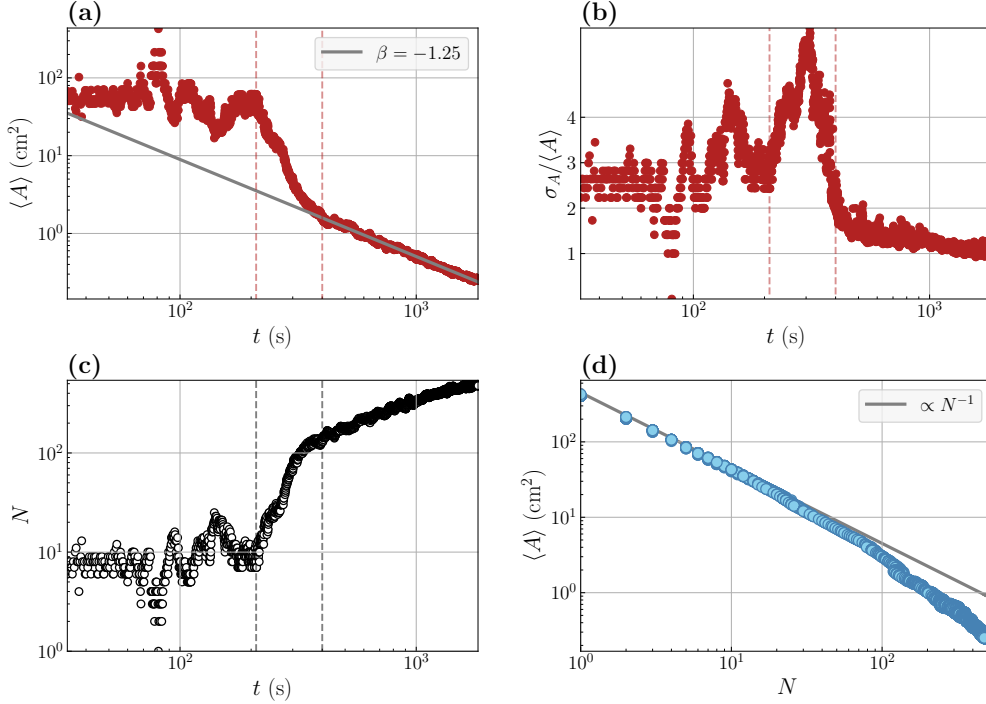 (a)
β = −1.25
10²
10¹
10⁰
⟨A⟩ (cm²)
10²
10³
t (s)
(b)
4
3
2
1
σ_A/⟨A⟩
10²
10³
t (s)
(c)
10²
10¹
10⁰
N
10²
10³
t (s)
(d)
∝ N⁻¹
10²
10¹
10⁰
⟨A⟩ (cm²)
10⁰
10¹
10²
N